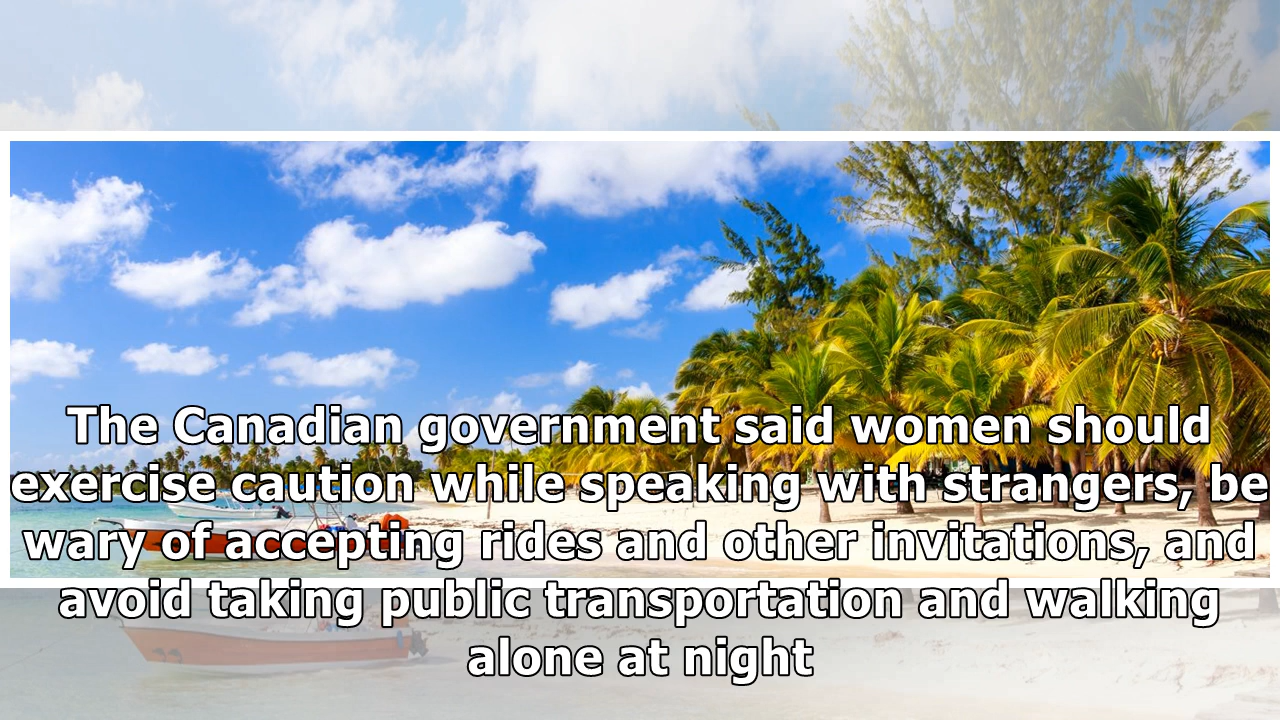 The Canadian government said women should
exercise caution while speaking with strangers, be
wary of accepting rides and other invitations, and
avoid taking public transportation and walking
alone at night